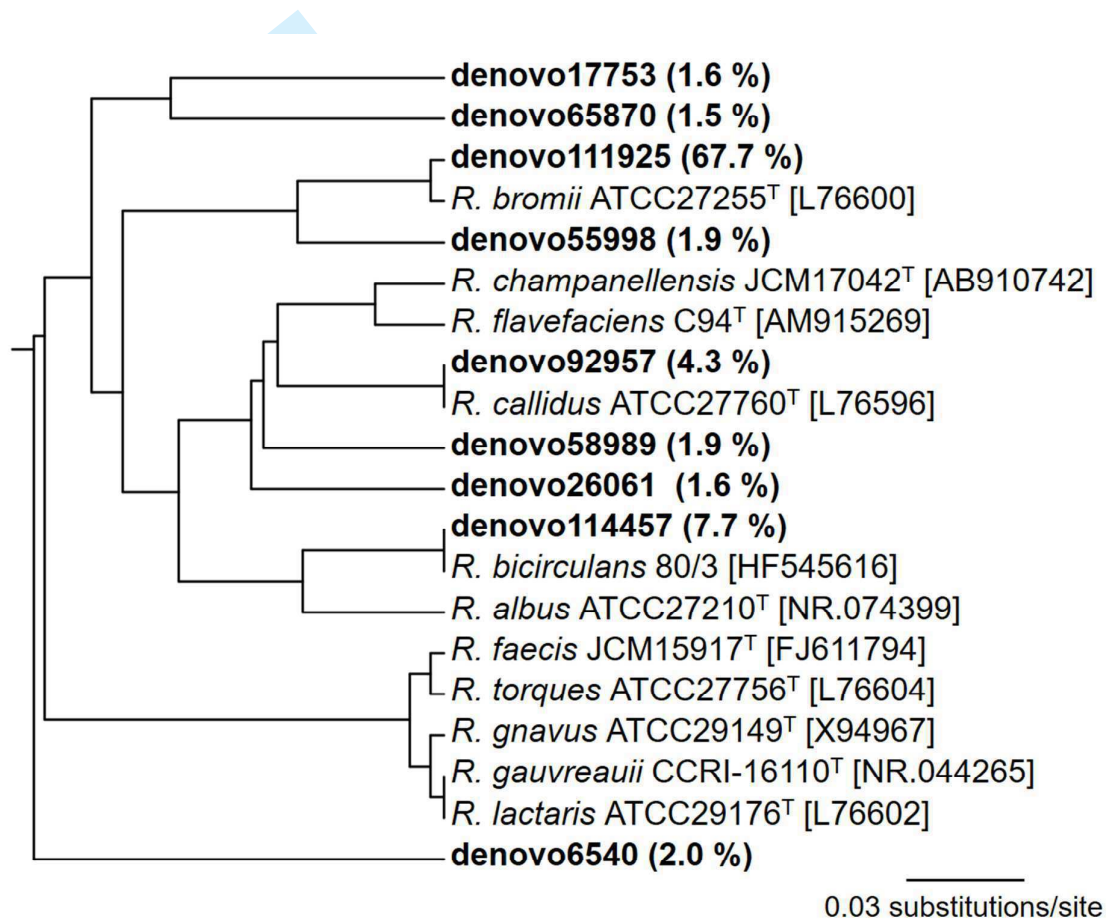 denovo17753 (1.6 %)
denovo65870 (1.5 %)
denovo111925 (67.7 %)
R. bromii ATCC27255ᵀ [L76600]
denovo55998 (1.9 %)
R. champanellensis JCM17042ᵀ [AB910742]
R. flavefaciens C94ᵀ [AM915269]
denovo92957 (4.3 %)
R. callidus ATCC27760ᵀ [L76596]
denovo58989 (1.9 %)
denovo26061 (1.6 %)
denovo114457 (7.7 %)
R. bicirculans 80/3 [HF545616]
R. albus ATCC27210ᵀ [NR.074399]
R. faecis JCM15917ᵀ [FJ611794]
R. torques ATCC27756ᵀ [L76604]
R. gnavus ATCC29149ᵀ [X94967]
R. gauvreauii CCRI-16110ᵀ [NR.044265]
R. lactaris ATCC29176ᵀ [L76602]
denovo6540 (2.0 %)
0.03 substitutions/site